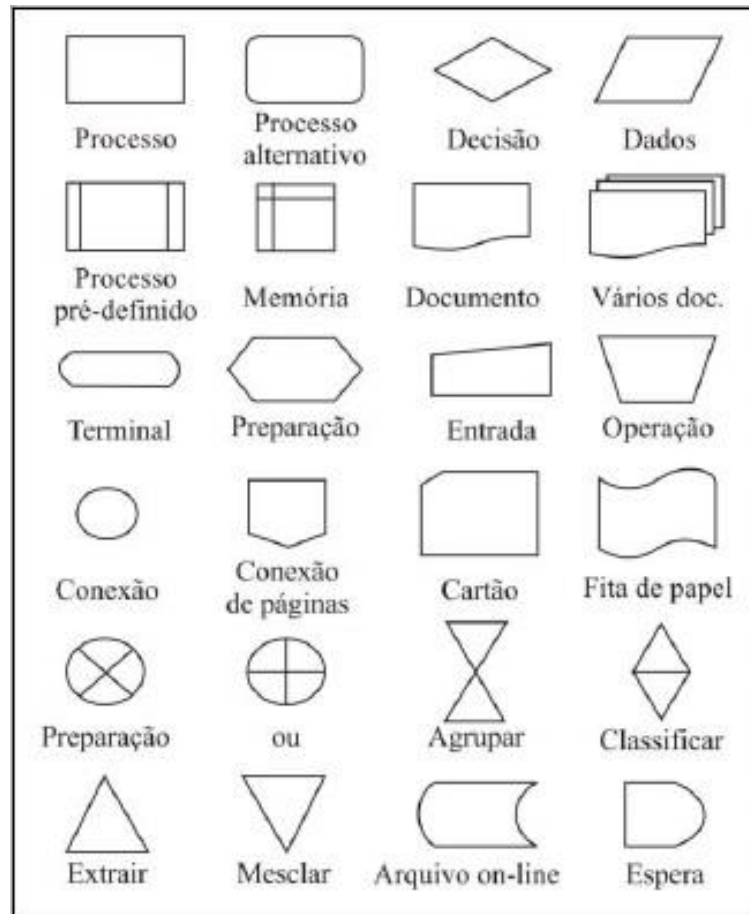 Processo
Processo
alternativo
Decisão
Dados
Processo
pré-definido
Memória
Documento
Vários doc.
Terminal
Preparação
Entrada
Operação
Conexão
Conexão
de páginas
Cartão
Fita de papel
Preparação
ou
Agrupar
Classificar
Extrair
Mesclar
Arquivo on-line
Espera